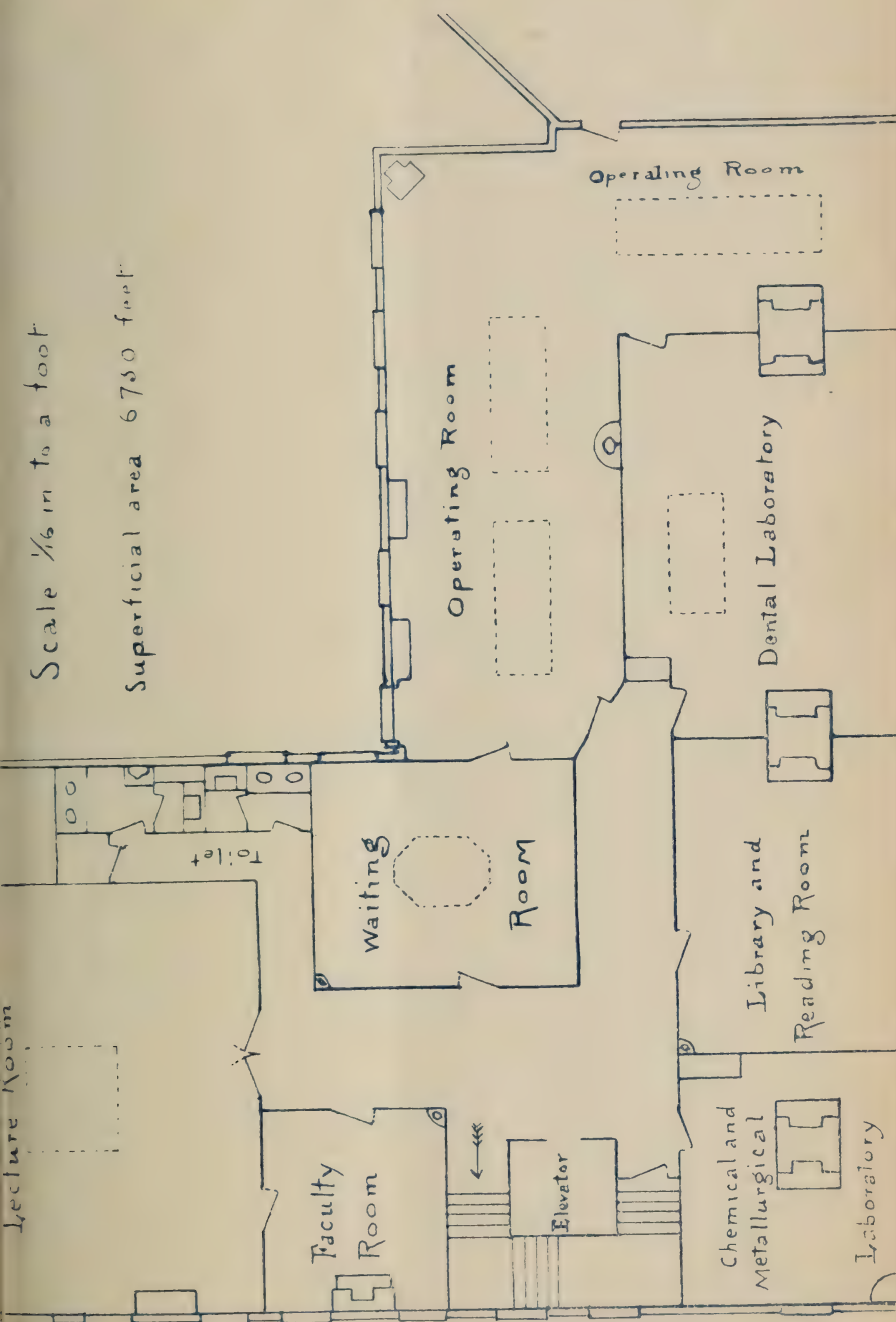 Scale 1/16 in to a foot
Superficial area 6730 feet
Operating Room
Operating Room
Dental Laboratory
Toilet
Waiting
Room
Library and
Reading Room
Lecture Room
Faculty
Room
Elevator
Chemical and
Metallurgical
Laboratory